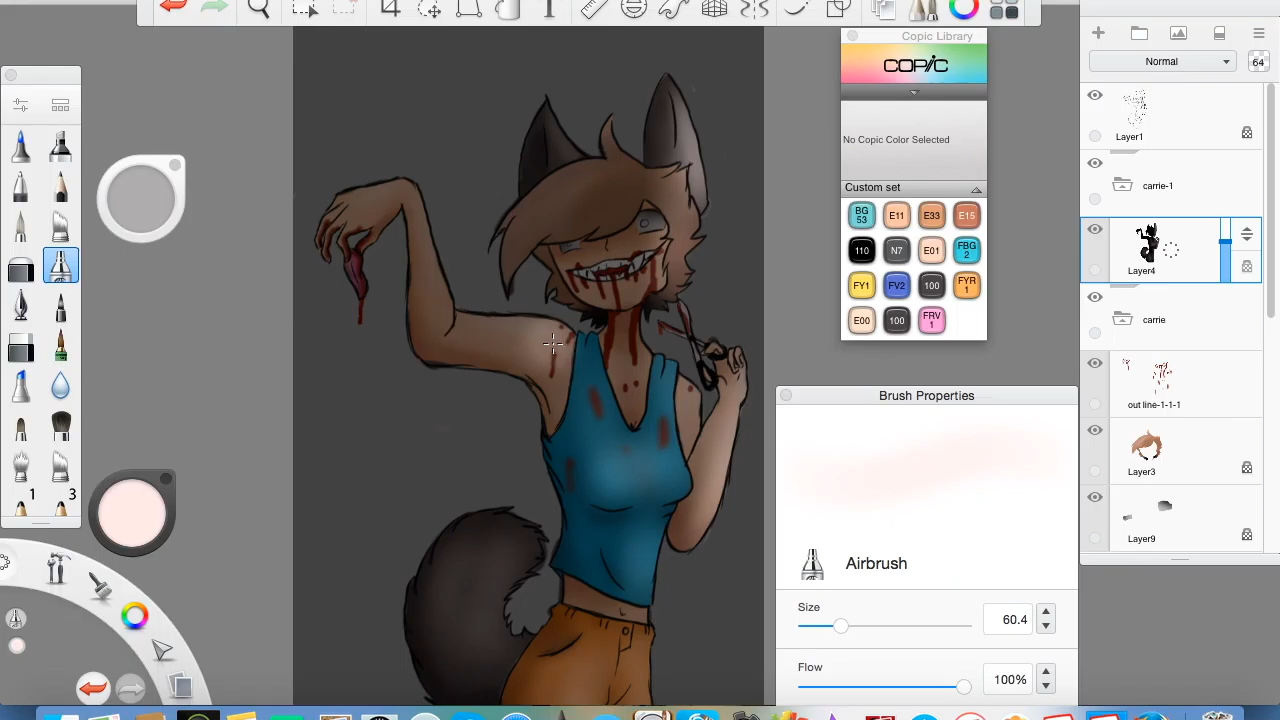 Copic Library
COPIC
No Copic Color Selected
Custom set
BG
53
E11
E33
E15
110
N7
E01
FBG
2
FY1
FV2
100
FYR
1
E00
100
FRV
1
Normal
64
Layer1
carrie-1
Layer4
carrie
out line-1-1-1
Layer3
Layer9
Brush Properties
Airbrush
Size
60.4
Flow
100%
1
3